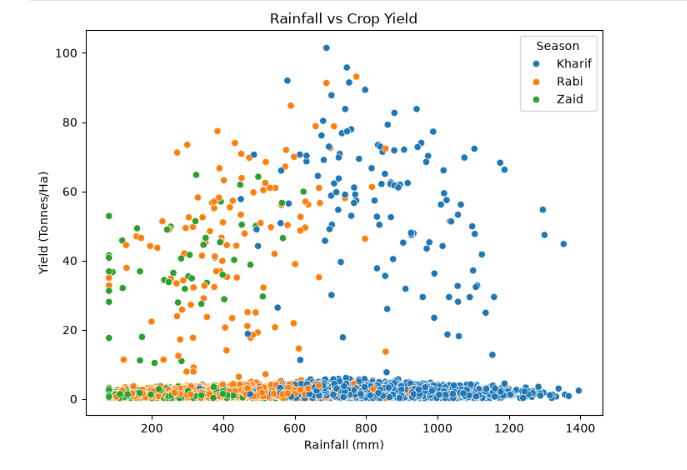 Rainfall vs Crop Yield
Season
Kharif
Rabi
Zaid
Yield (Tonnes/Ha)
100
80
60
40
20
0
200 400 600 800 1000 1200 1400
Rainfall (mm)